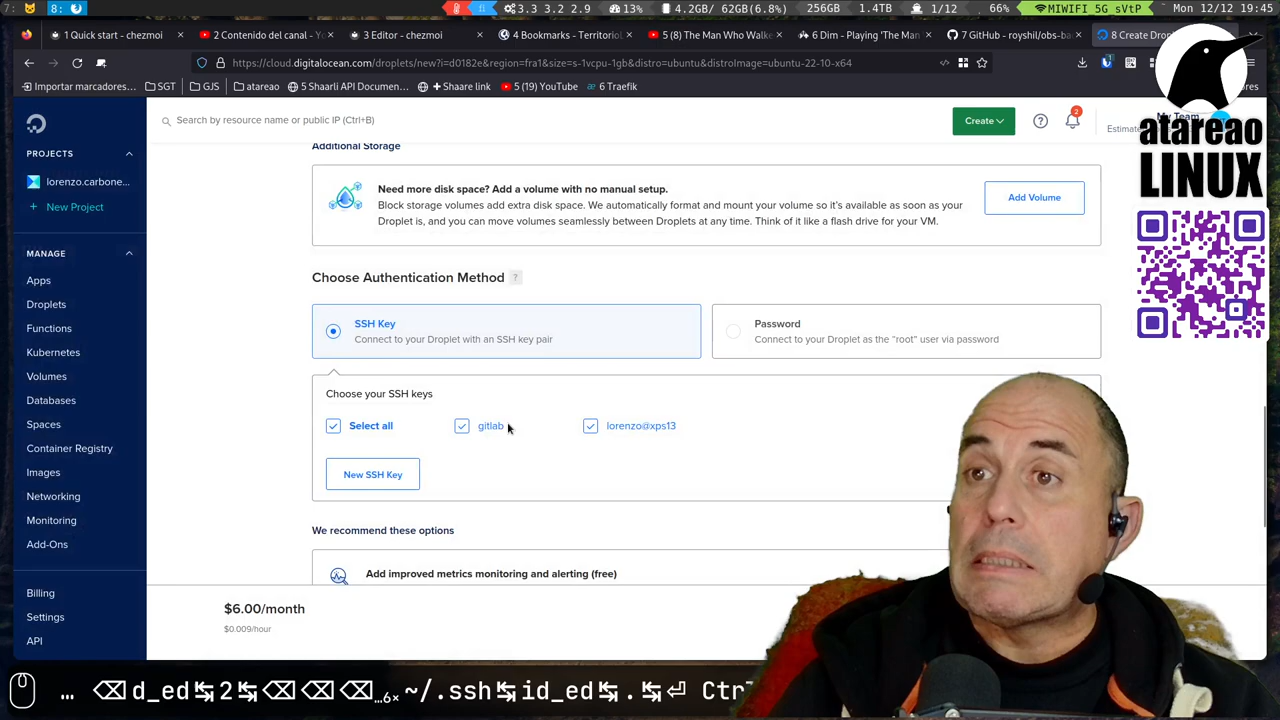 7: 8: 3.3 3.2 2.9 13% 4.2GB/ 62GB(6.8%) 256GB 1.4TB 1/12 66% MIWIFI 5G sVtP Mon 12/12 19:45
1 Quick start - chezmoi
2 Contenido del canal - Yo
3 Editor - chezmoi
4 Bookmarks - Territorio
5 (8) The Man Who Walke
6 Dim - Playing 'The Man
7 GitHub - royshil/obs-ba
8 Create Drop
https://cloud.digitalocean.com/droplets/new?i=d0182e&region=fra1&size=s-1vcpu-1gb&distro=ubuntu&distroImage=ubuntu-22-10-x64
Importar marcadores...
SGT
GJS
atareao
5 Shaarli API Documen...
✚ Shaare link
5 (19) YouTube
6 Traefik
atareao
LINUX
Search by resource name or public IP (Ctrl+B)
Create
2
My Team
PROJECTS
lorenzo.carbone...
+ New Project
MANAGE
Apps
Droplets
Functions
Kubernetes
Volumes
Databases
Spaces
Container Registry
Images
Networking
Monitoring
Add-Ons
Billing
Settings
API
Additional Storage
Need more disk space? Add a volume with no manual setup.
Block storage volumes add extra disk space. We automatically format and mount your volume so it's available as soon as your
Droplet is, and you can move volumes seamlessly between Droplets at any time. Think of it like a flash drive for your VM.
Add Volume
Choose Authentication Method ?
SSH Key
Connect to your Droplet with an SSH key pair
Password
Connect to your Droplet as the "root" user via password
Choose your SSH keys
Select all
gitlab
lorenzo@xps13
New SSH Key
We recommend these options
Add improved metrics monitoring and alerting (free)
$6.00/month
$0.009/hour
… ⌫d_ed↹2↹⌫⌫⌫…6× ~/.ssh↹id_ed↹.↹⏎ Ctr